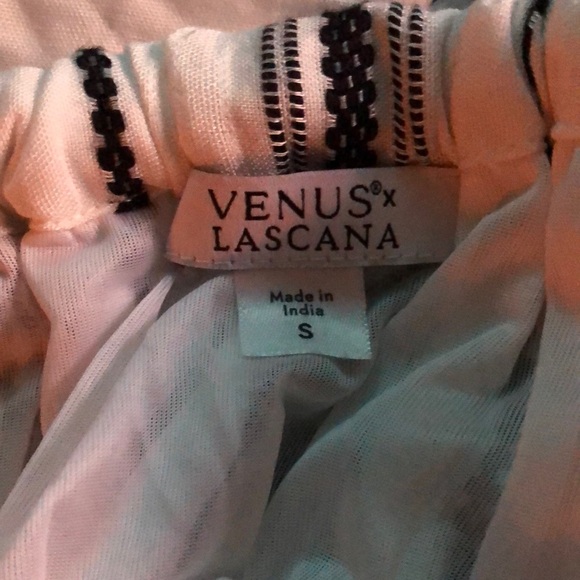 VENUS® x
LASCANA
Made in
India
S